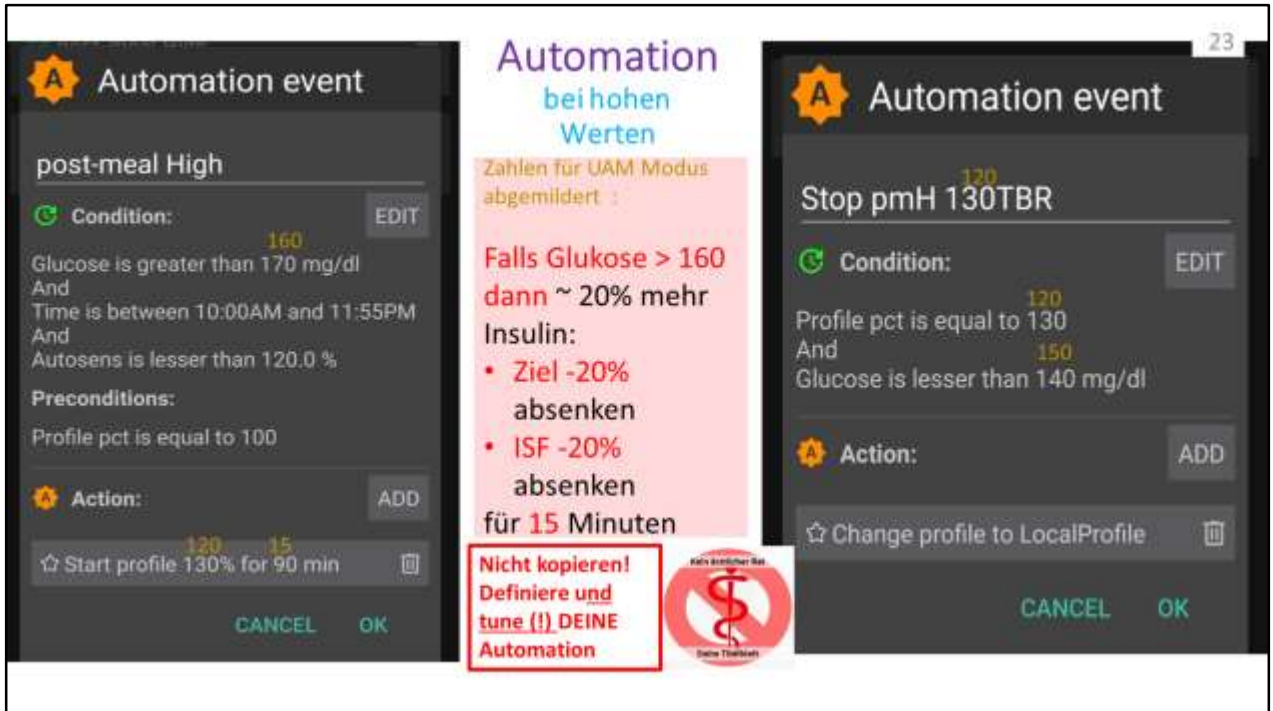 23
Automation event
post-meal High
Condition:
EDIT
160
Glucose is greater than 170 mg/dl
And
Time is between 10:00AM and 11:55PM
And
Autosens is lesser than 120.0 %
Preconditions:
Profile pct is equal to 100
Action:
ADD
120 15
Start profile 130% for 90 min
CANCEL OK
Automation
bei hohen
Werten
Zahlen für UAM Modus
abgemildert :
Falls Glukose > 160
dann ~ 20% mehr
Insulin:
• Ziel -20%
absenken
• ISF -20%
absenken
für 15 Minuten
Nicht kopieren!
Definiere und
tune (!) DEINE
Automation
Kein ärztlicher Rat
Automation event
120
Stop pmH 130TBR
Condition:
EDIT
120
Profile pct is equal to 130
And
150
Glucose is lesser than 140 mg/dl
Action:
ADD
Change profile to LocalProfile
CANCEL OK